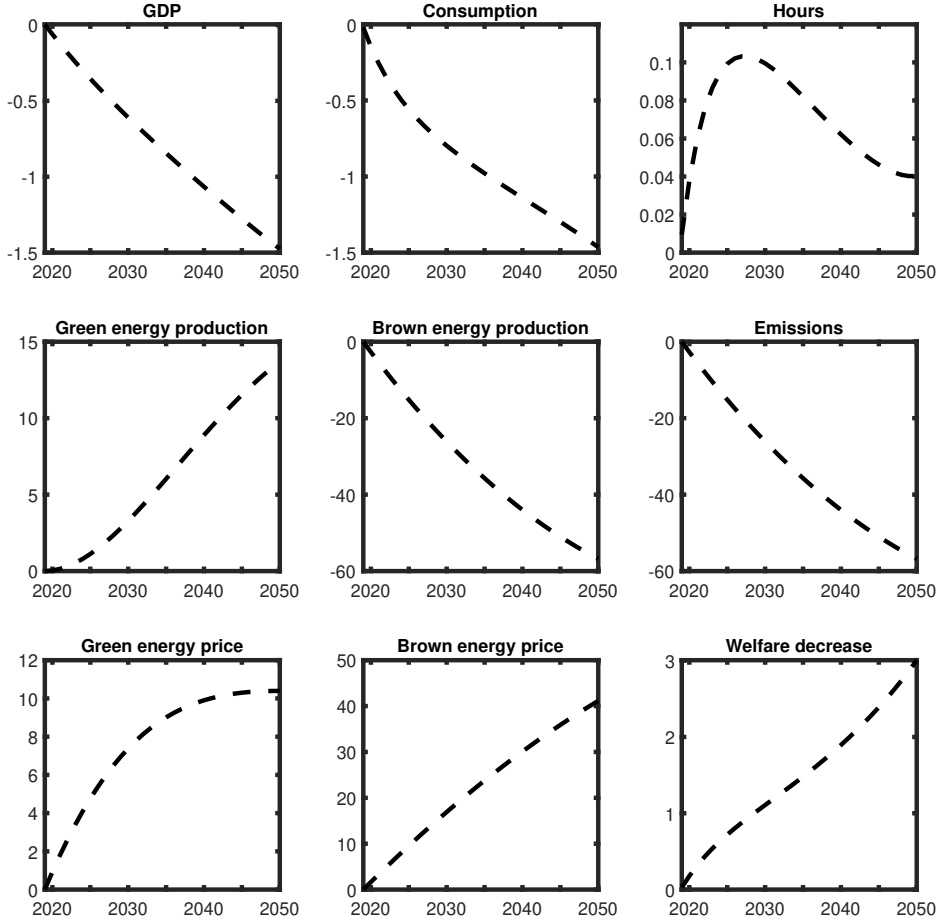 GDP
Consumption
Hours
0
-0.5
-1
-1.5
2020 2030 2040 2050
0
-0.5
-1
-1.5
2020 2030 2040 2050
0.1
0.08
0.06
0.04
0.02
0
2020 2030 2040 2050
Green energy production
Brown energy production
Emissions
15
10
5
0
2020 2030 2040 2050
0
-20
-40
-60
2020 2030 2040 2050
0
-20
-40
-60
2020 2030 2040 2050
Green energy price
Brown energy price
Welfare decrease
12
10
8
6
4
2
0
2020 2030 2040 2050
50
40
30
20
10
0
2020 2030 2040 2050
3
2
1
0
2020 2030 2040 2050